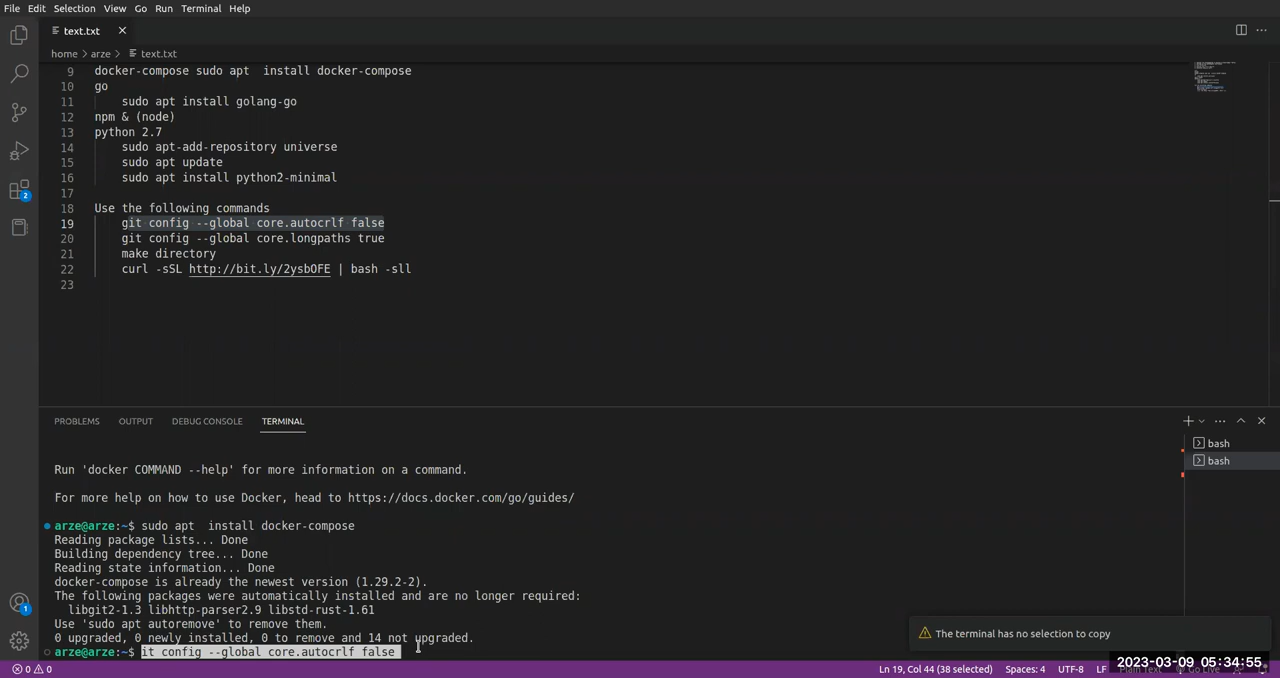 File Edit Selection View Go Run Terminal Help
text.txt
home > arze > text.txt
9 docker-compose sudo apt  install docker-compose
10 go
11 sudo apt install golang-go
12 npm & (node)
13 python 2.7
14 sudo apt-add-repository universe
15 sudo apt update
16 sudo apt install python2-minimal
17
18 Use the following commands
19 git config --global core.autocrlf false
20 git config --global core.longpaths true
21 make directory
22 curl -sSL http://bit.ly/2ysbOFE | bash -sll
23
2
PROBLEMS OUTPUT DEBUG CONSOLE TERMINAL
bash
bash
Run 'docker COMMAND --help' for more information on a command.
For more help on how to use Docker, head to https://docs.docker.com/go/guides/
arze@arze:~$ sudo apt  install docker-compose
Reading package lists... Done
Building dependency tree... Done
Reading state information... Done
docker-compose is already the newest version (1.29.2-2).
The following packages were automatically installed and are no longer required:
libgit2-1.3 libhttp-parser2.9 libstd-rust-1.61
Use 'sudo apt autoremove' to remove them.
0 upgraded, 0 newly installed, 0 to remove and 14 not upgraded.
arze@arze:~$ it config --global core.autocrlf false
1
The terminal has no selection to copy
2023-03-09 05:34:55
0 0 Ln 19, Col 44 (38 selected) Spaces: 4 UTF-8 LF Plain Text Go Live